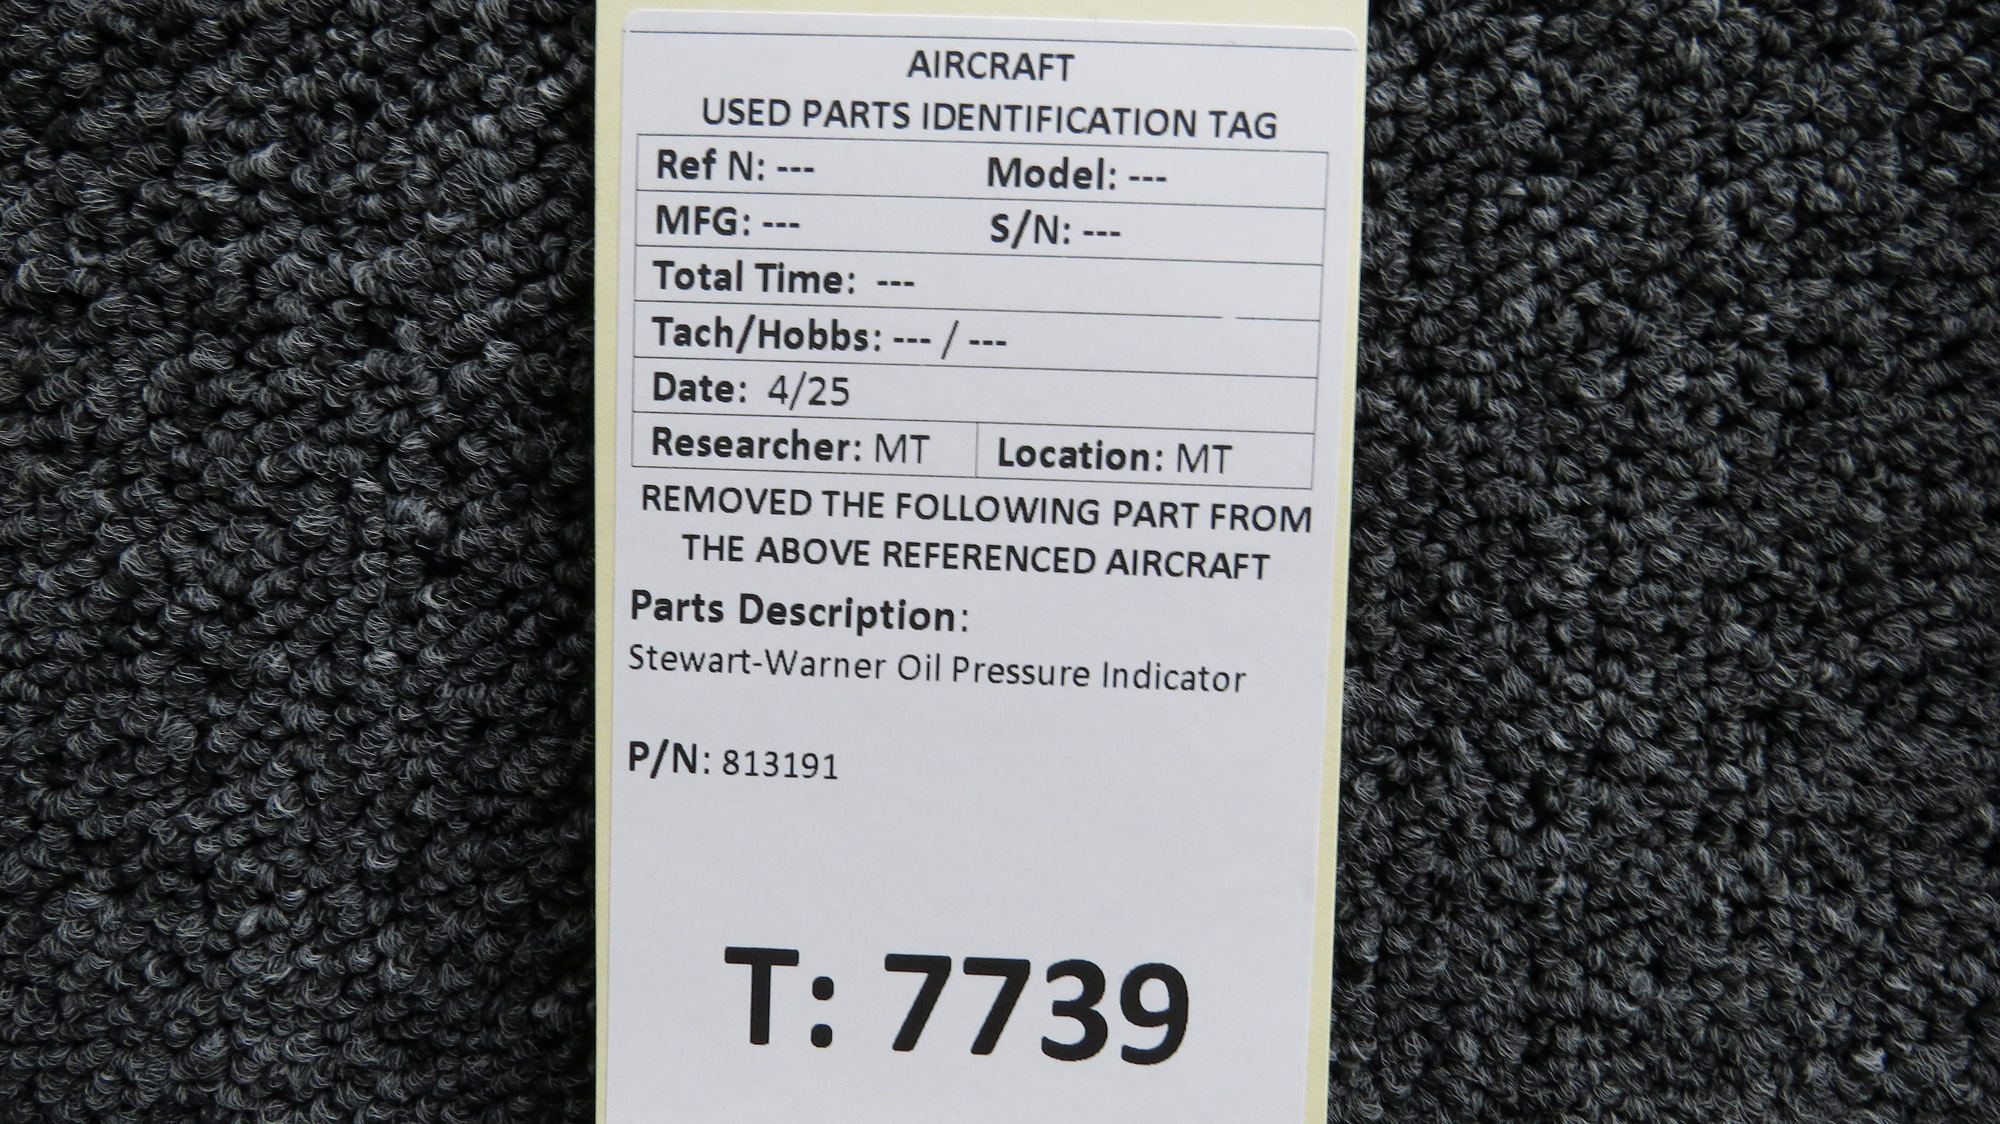 AIRCRAFT
USED PARTS IDENTIFICATION TAG
Ref N: --- Model: ---
MFG: --- S/N: ---
Total Time: ---
Tach/Hobbs: --- / ---
Date: 4/25
Researcher: MT Location: MT
REMOVED THE FOLLOWING PART FROM
THE ABOVE REFERENCED AIRCRAFT
Parts Description:
Stewart-Warner Oil Pressure Indicator
P/N: 813191
T: 7739